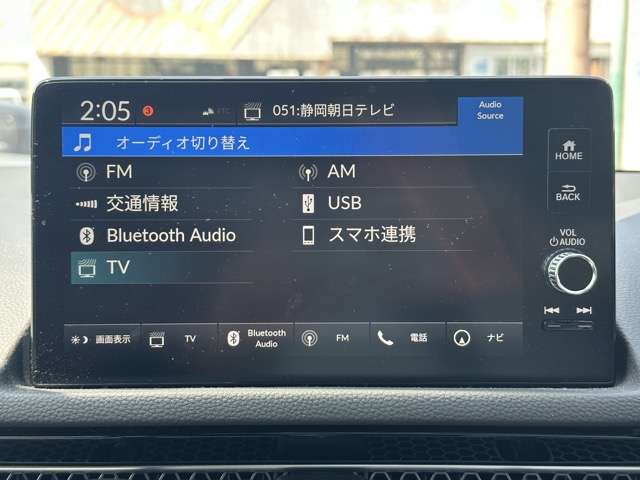 2:05 3 ETC 051:静岡朝日テレビ Audio Source
オーディオ切り替え
FM AM
交通情報 USB
Bluetooth Audio スマホ連携
TV
HOME
BACK
VOL
AUDIO
画面表示 TV Bluetooth Audio FM 電話 ナビ